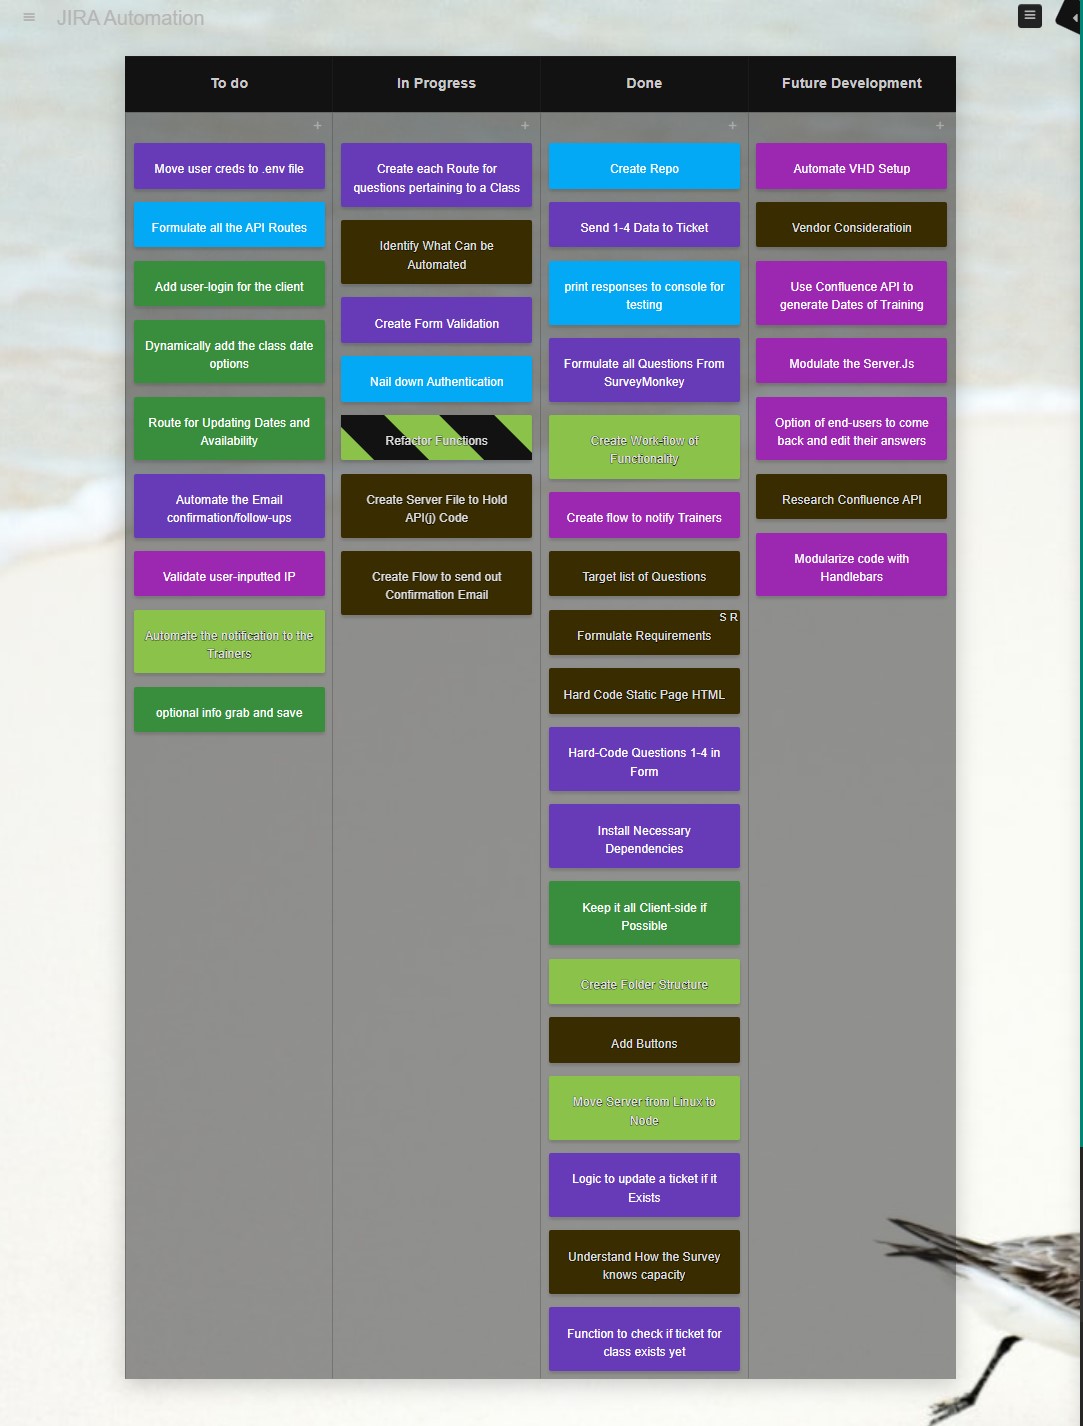 JIRA Automation
To do
In Progress
Done
Future Development
+
+
+
+
Move user creds to .env file
Formulate all the API Routes
Add user-login for the client
Dynamically add the class date
options
Route for Updating Dates and
Availability
Automate the Email
confirmation/follow-ups
Validate user-inputted IP
Automate the notification to the
Trainers
optional info grab and save
Create each Route for
questions pertaining to a Class
Identify What Can be
Automated
Create Form Validation
Nail down Authentication
Refactor Functions
Create Server File to Hold
API(j) Code
Create Flow to send out
Confirmation Email
Create Repo
Send 1-4 Data to Ticket
print responses to console for
testing
Formulate all Questions From
SurveyMonkey
Create Work-flow of
Functionality
Create flow to notify Trainers
Target list of Questions
S R
Formulate Requirements
Hard Code Static Page HTML
Hard-Code Questions 1-4 in
Form
Install Necessary
Dependencies
Keep it all Client-side if
Possible
Create Folder Structure
Add Buttons
Move Server from Linux to
Node
Logic to update a ticket if it
Exists
Understand How the Survey
knows capacity
Function to check if ticket for
class exists yet
Automate VHD Setup
Vendor Consideratioin
Use Confluence API to
generate Dates of Training
Modulate the Server.Js
Option of end-users to come
back and edit their answers
Research Confluence API
Modularize code with
Handlebars